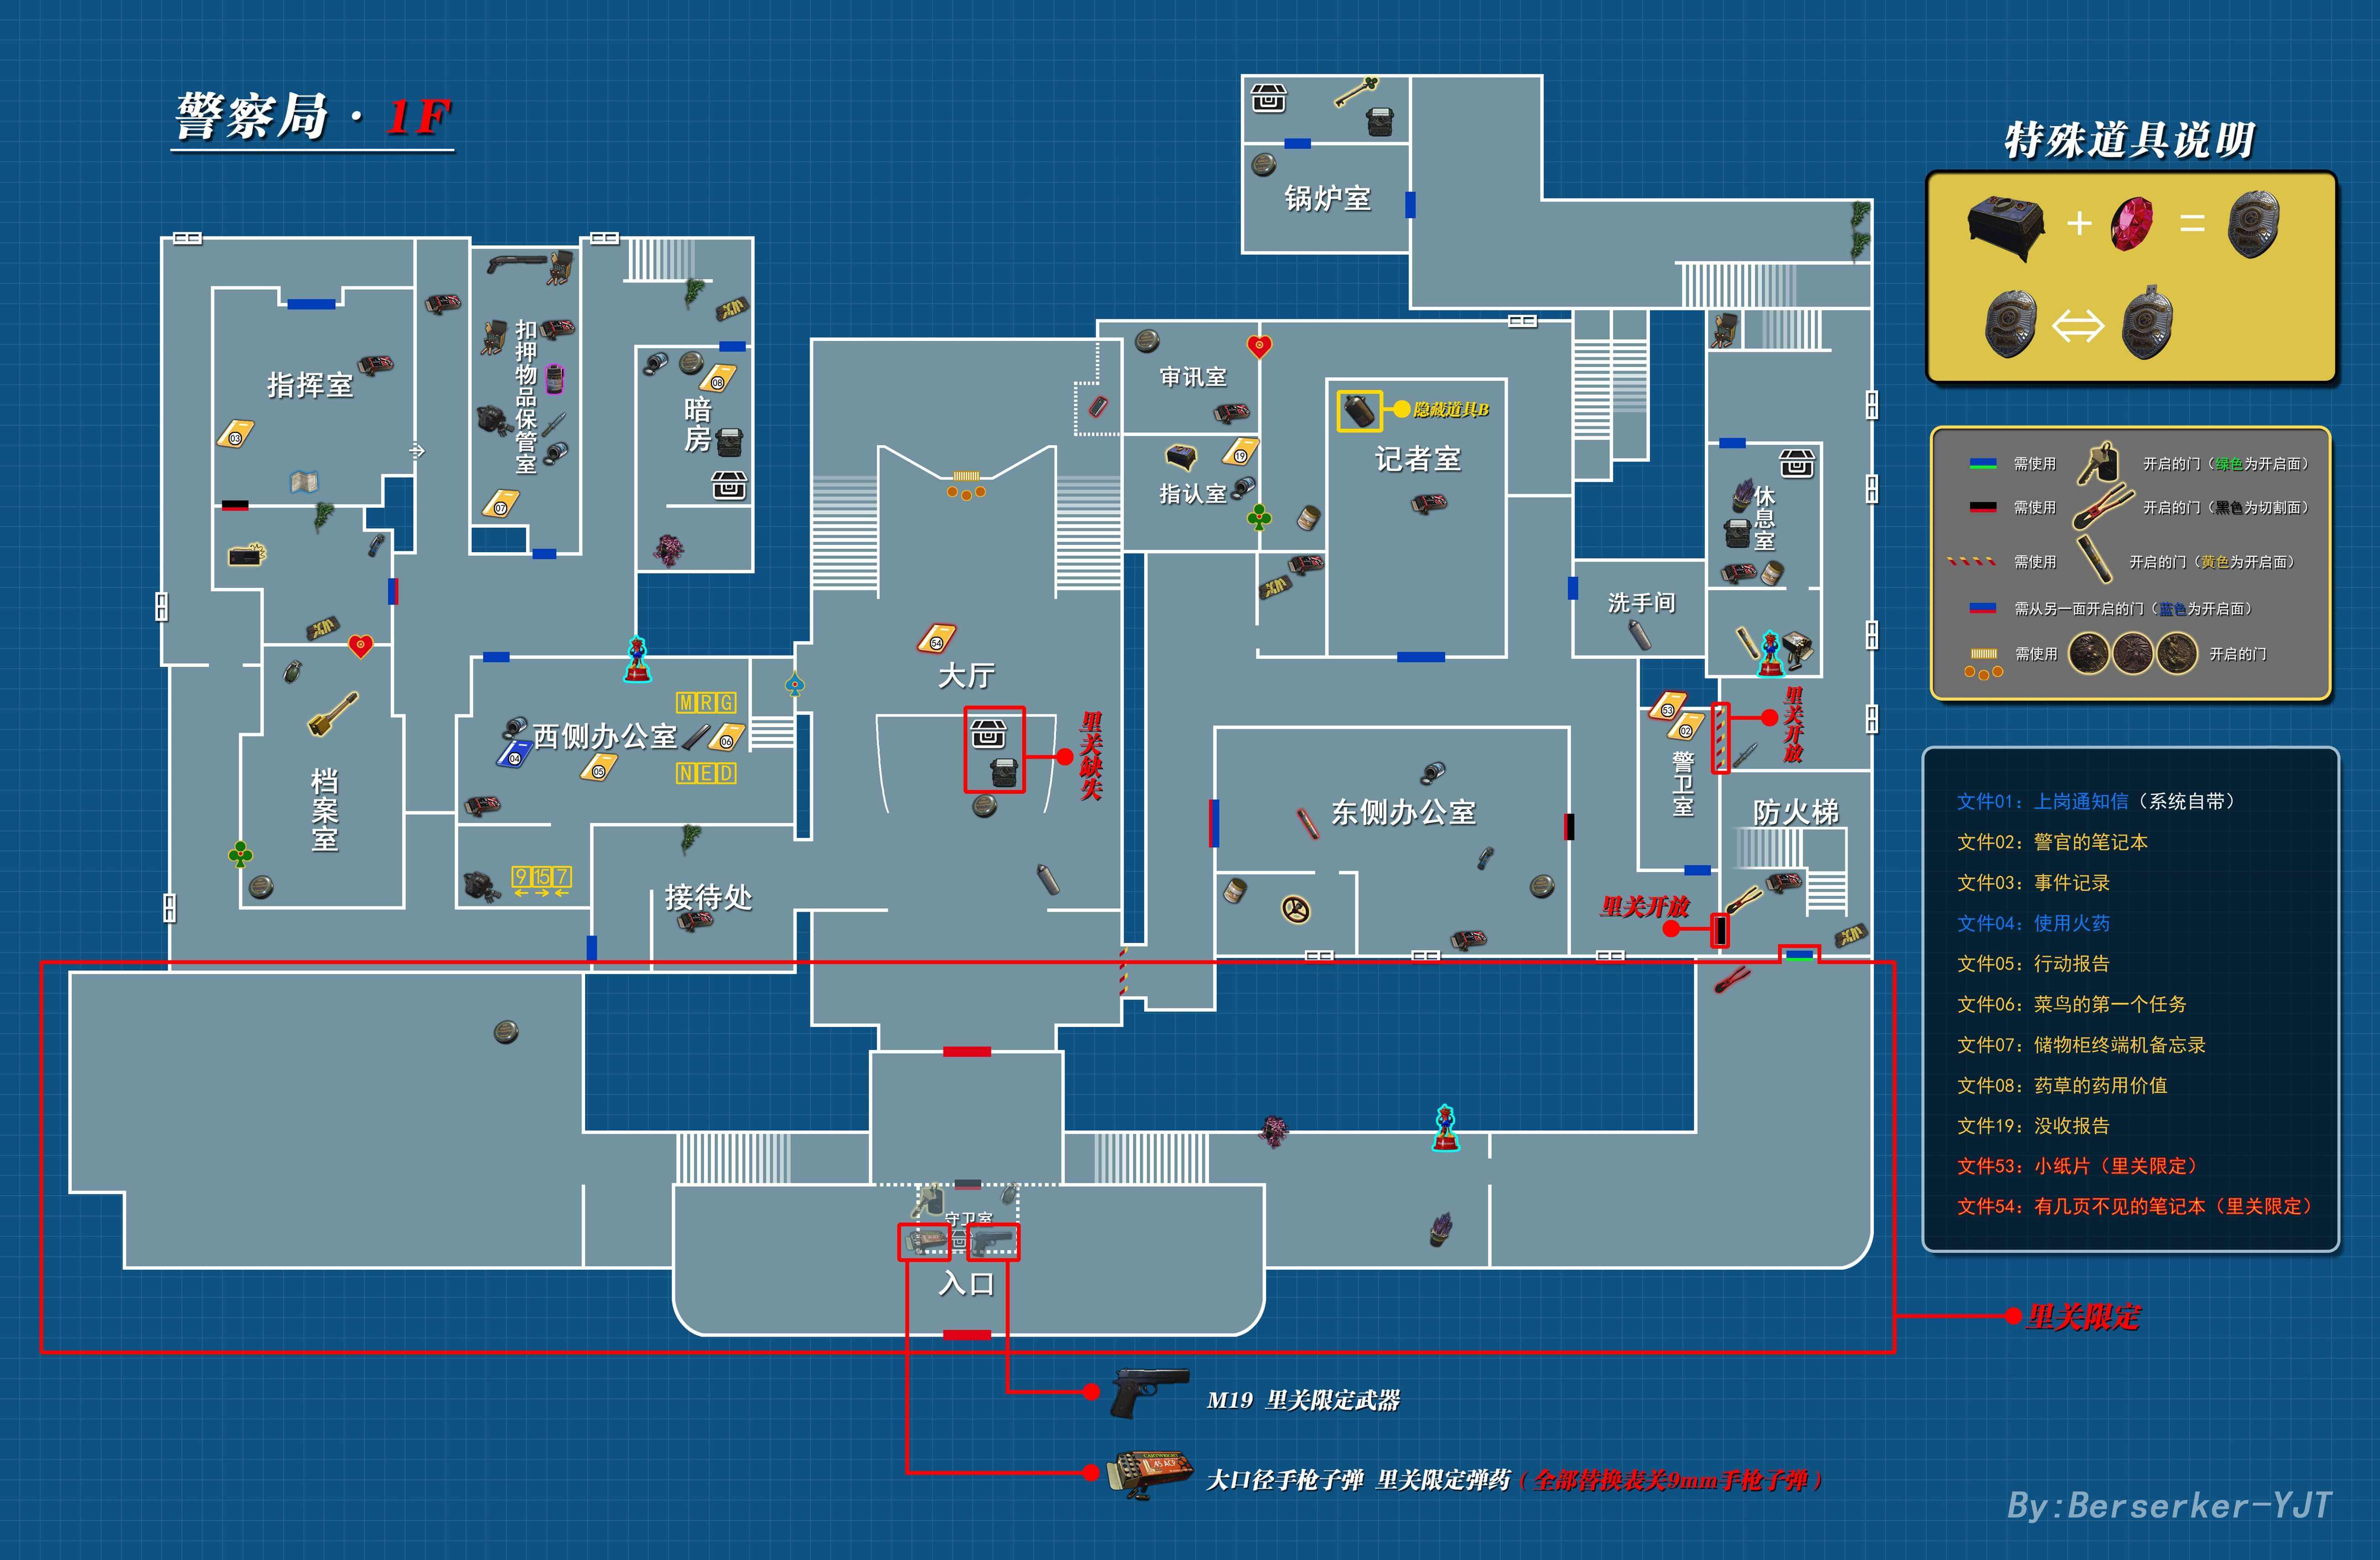 警察局 · 1F
特殊道具说明
+
=
需使用
开启的门（绿色为开启面）
需使用
开启的门（黑色为切割面）
需使用
开启的门（黄色为开启面）
需从另一面开启的门（蓝色为开启面）
需使用
开启的门
文件01：上岗通知信（系统自带）
文件02：警官的笔记本
文件03：事件记录
文件04：使用火药
文件05：行动报告
文件06：菜鸟的第一个任务
文件07：储物柜终端机备忘录
文件08：药草的药用价值
文件19：没收报告
文件53：小纸片（里关限定）
文件54：有几页不见的笔记本（里关限定）
锅炉室
指挥室
03
扣押物品保管室
07
08
暗房
审讯室
指认室
19
隐藏道具B
记者室
休息室
洗手间
54
大厅
里关缺失
西侧办公室
MRG
NED
04
05
06
53
02
警卫室
里关开放
档案室
9 15 7
接待处
东侧办公室
防火梯
里关开放
守卫室
入口
里关限定
M19 里关限定武器
.45 ACP
大口径手枪子弹 里关限定弹药（全部替换表关9mm手枪子弹）
By:Berserker-YJT